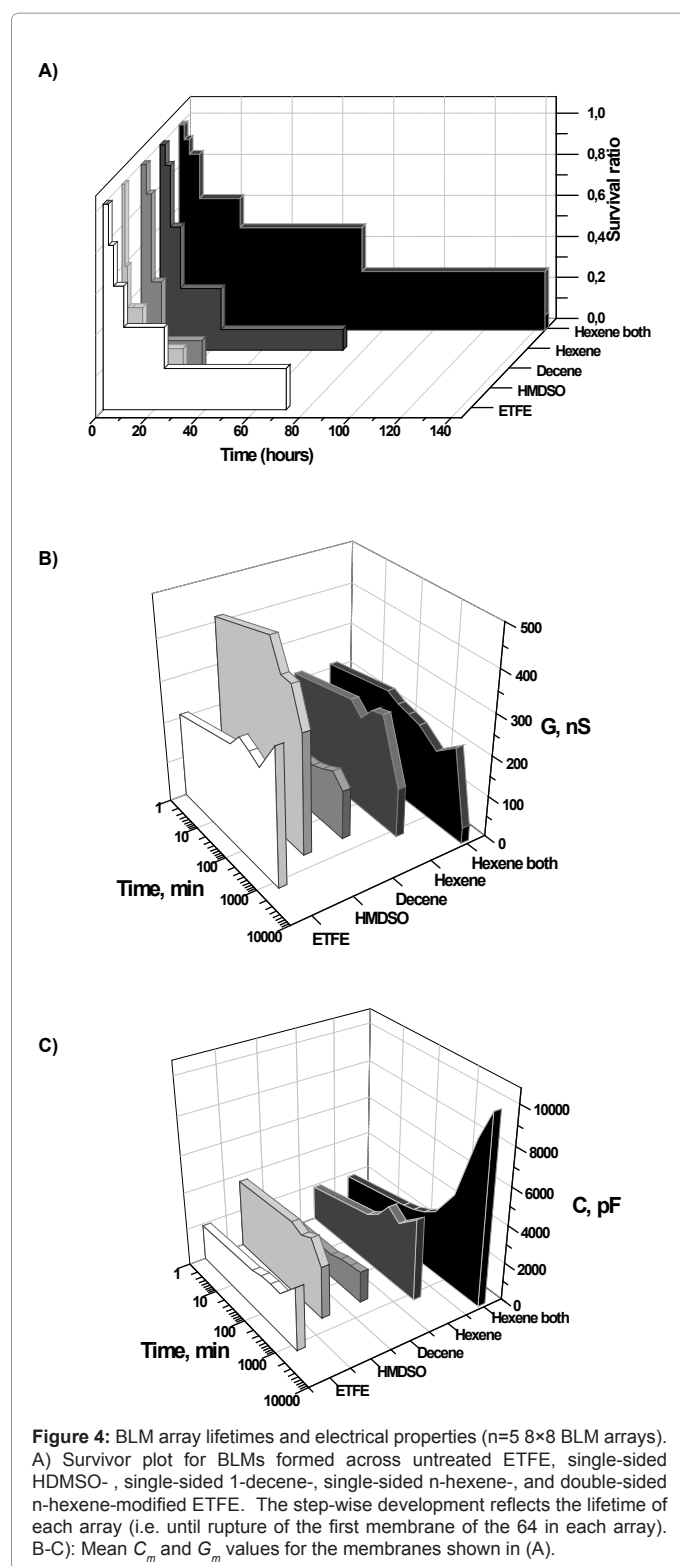 A)
1,0
0,8
0,6
0,4
0,2
0,0
Survival ratio
Hexene both
Hexene
Decene
HMDSO
ETFE
0 20 40 60 80 100 120 140
Time (hours)
B)
500
400
300
200
100
0
G, nS
1
10
100
1000
10000
Time, min
Hexene both
Hexene
Decene
HMDSO
ETFE
C)
10000
8000
6000
4000
2000
0
C, pF
1
10
100
1000
10000
Time, min
Hexene both
Hexene
Decene
HMDSO
ETFE
Figure 4: BLM array lifetimes and electrical properties (n=5 8×8 BLM arrays).
A) Survivor plot for BLMs formed across untreated ETFE, single-sided
HDMSO- , single-sided 1-decene-, single-sided n-hexene-, and double-sided
n-hexene-modified ETFE. The step-wise development reflects the lifetime of
each array (i.e. until rupture of the first membrane of the 64 in each array).
B-C): Mean Cm and Gm values for the membranes shown in (A).